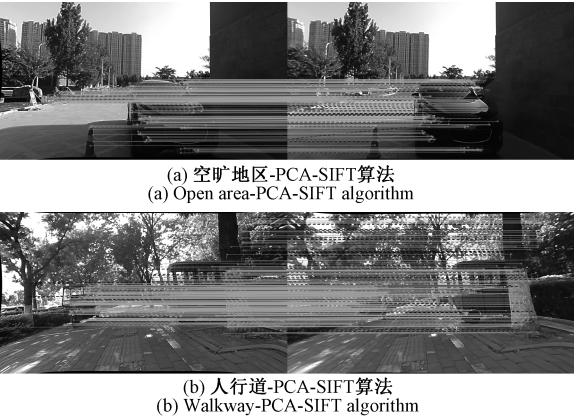 (a) 空旷地区-PCA-SIFT算法
(a) Open area-PCA-SIFT algorithm
(b) 人行道-PCA-SIFT算法
(b) Walkway-PCA-SIFT algorithm